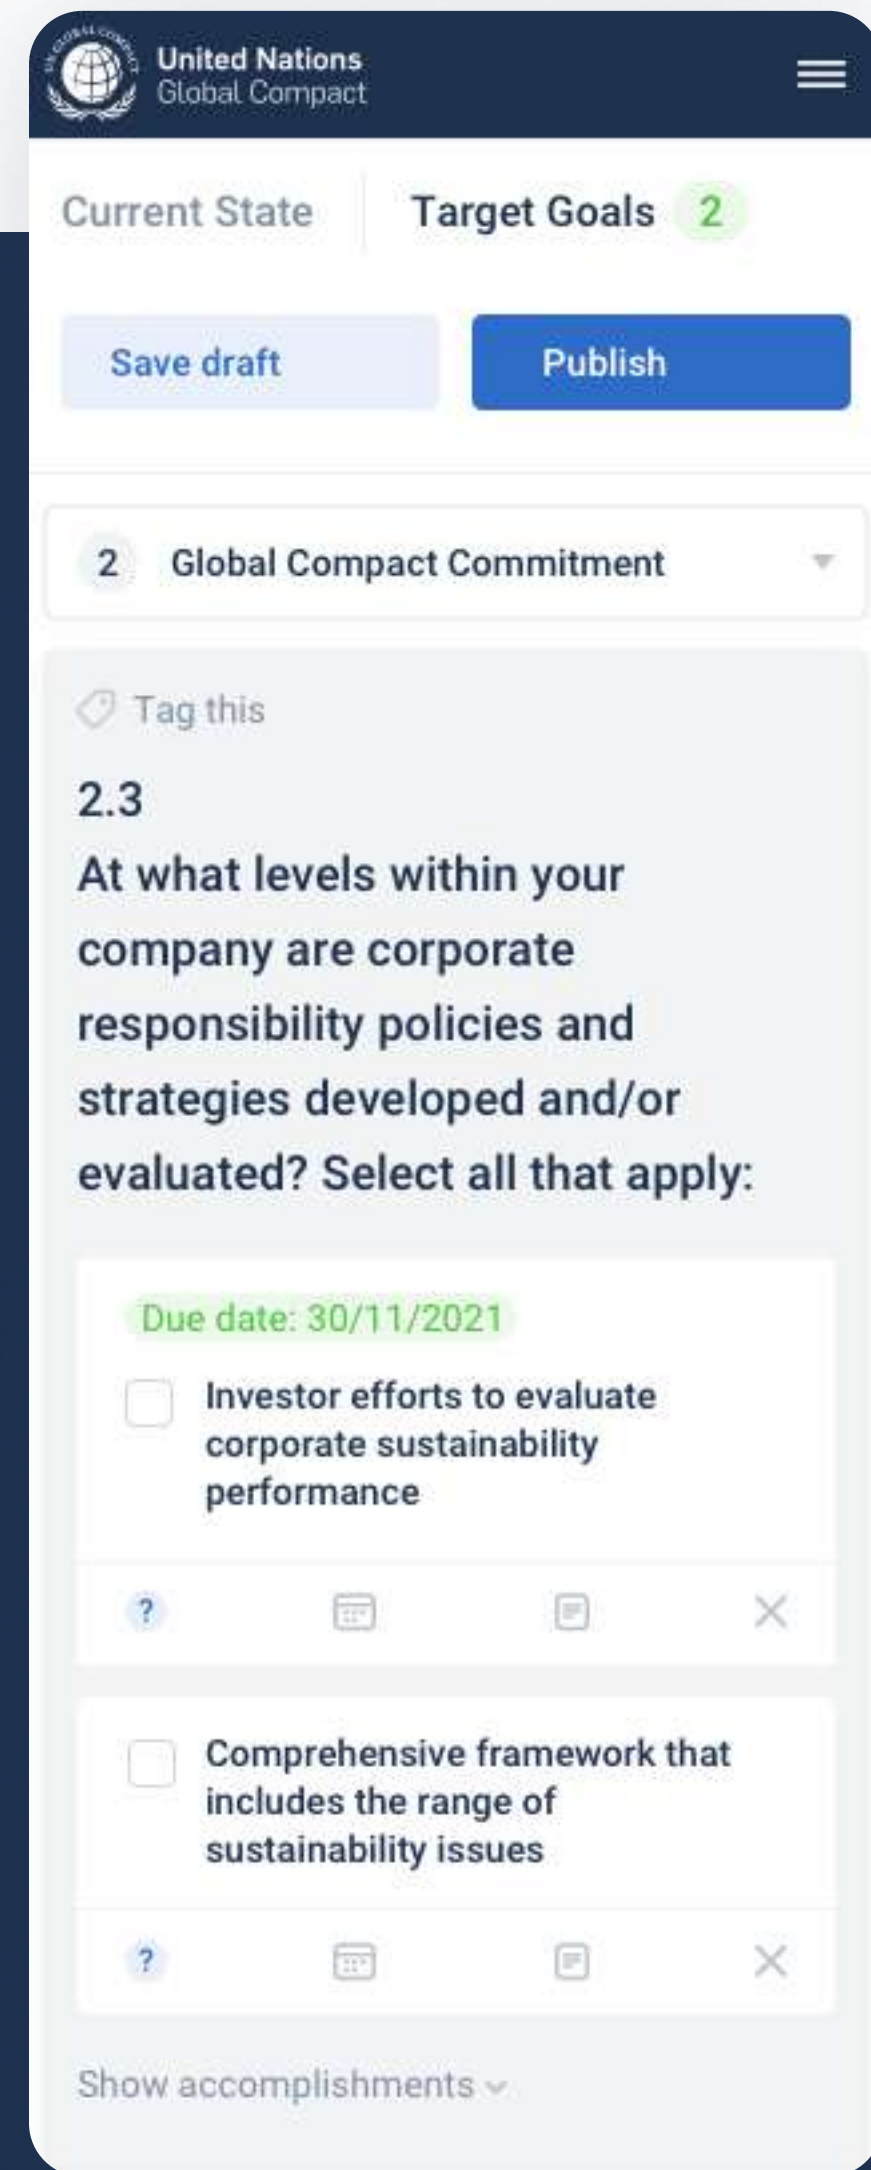 UN GLOBAL COMPACT
United Nations
Global Compact
Current State
Target Goals 2
Save draft
Publish
2 Global Compact Commitment
Tag this
2.3
At what levels within your
company are corporate
responsibility policies and
strategies developed and/or
evaluated? Select all that apply:
Due date: 30/11/2021
Investor efforts to evaluate
corporate sustainability
performance
?
Comprehensive framework that
includes the range of
sustainability issues
?
Show accomplishments